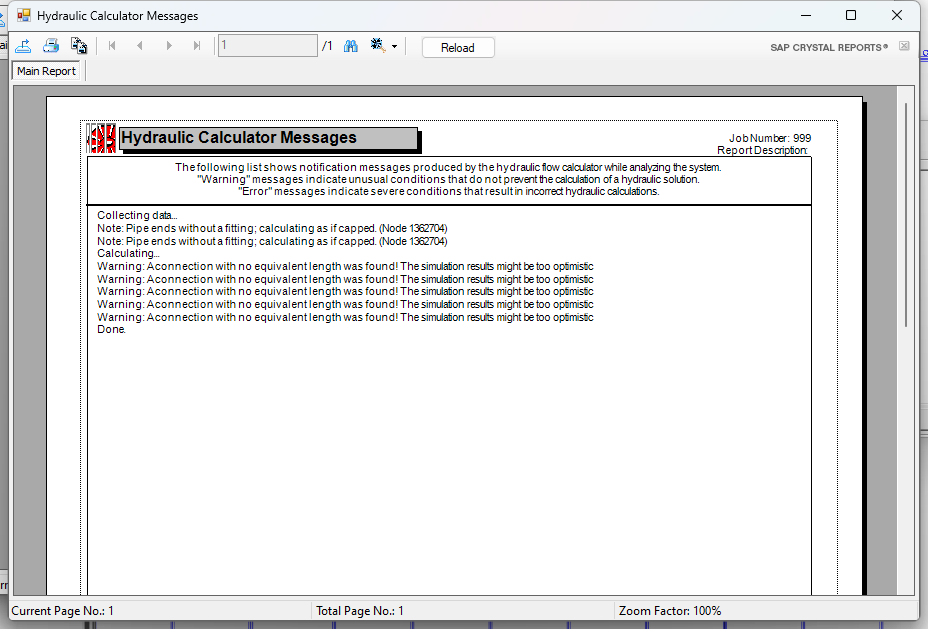 Hydraulic Calculator Messages
1 /1 Reload SAP CRYSTAL REPORTS®
Main Report
Hydraulic Calculator Messages
Job Number: 999
Report Description:
The following list shows notification messages produced by the hydraulic flow calculator while analyzing the system.
"Warning" messages indicate unusual conditions that do not prevent the calculation of a hydraulic solution.
"Error" messages indicate severe conditions that result in incorrect hydraulic calculations.
Collecting data...
Note: Pipe ends without a fitting; calculating as if capped. (Node 1362704)
Note: Pipe ends without a fitting; calculating as if capped. (Node 1362704)
Calculating...
Warning: A connection with no equivalent length was found! The simulation results might be too optimistic
Warning: A connection with no equivalent length was found! The simulation results might be too optimistic
Warning: A connection with no equivalent length was found! The simulation results might be too optimistic
Warning: A connection with no equivalent length was found! The simulation results might be too optimistic
Warning: A connection with no equivalent length was found! The simulation results might be too optimistic
Done.
Current Page No.: 1 Total Page No.: 1 Zoom Factor: 100%